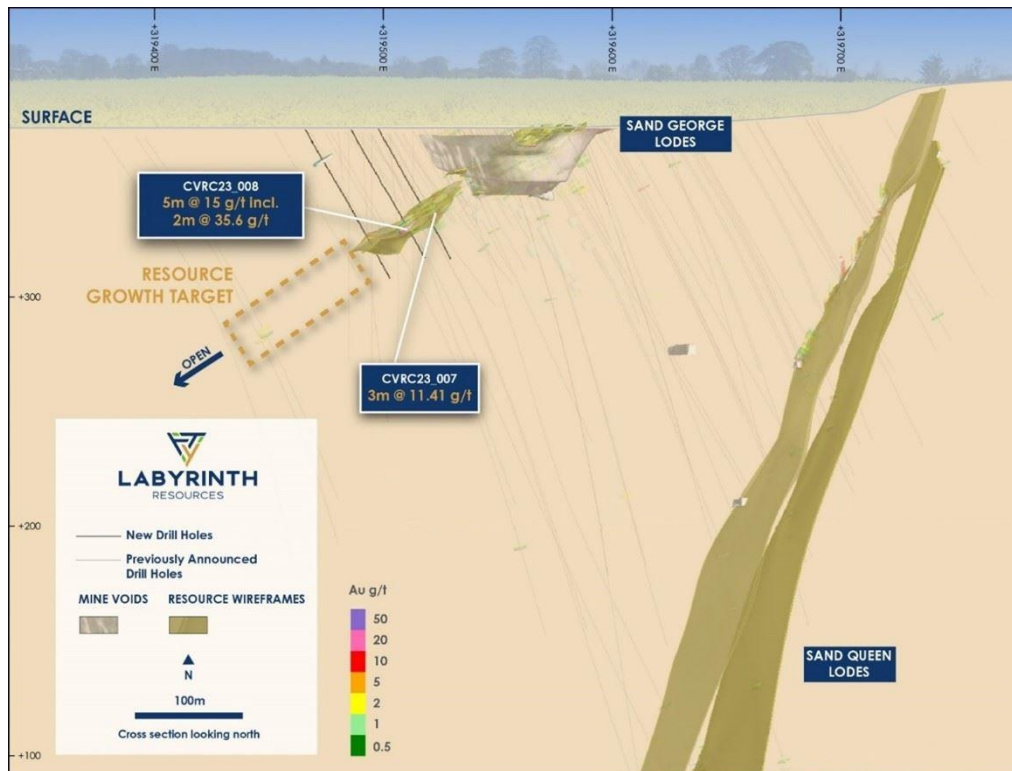 +319400 E
+319500 E
+319600 E
+319700 E
SURFACE
SAND GEORGE
LODES
CVRC23_008
5m @ 15 g/t incl.
2m @ 35.6 g/t
RESOURCE
GROWTH TARGET
+300
OPEN
CVRC23_007
3m @ 11.41 g/t
LABYRINTH
RESOURCES
New Drill Holes
Previously Announced
Drill Holes
MINE VOIDS
RESOURCE WIREFRAMES
N
100m
Cross section looking north
+200
Au g/t
50
20
10
5
2
1
0.5
SAND QUEEN
LODES
+100